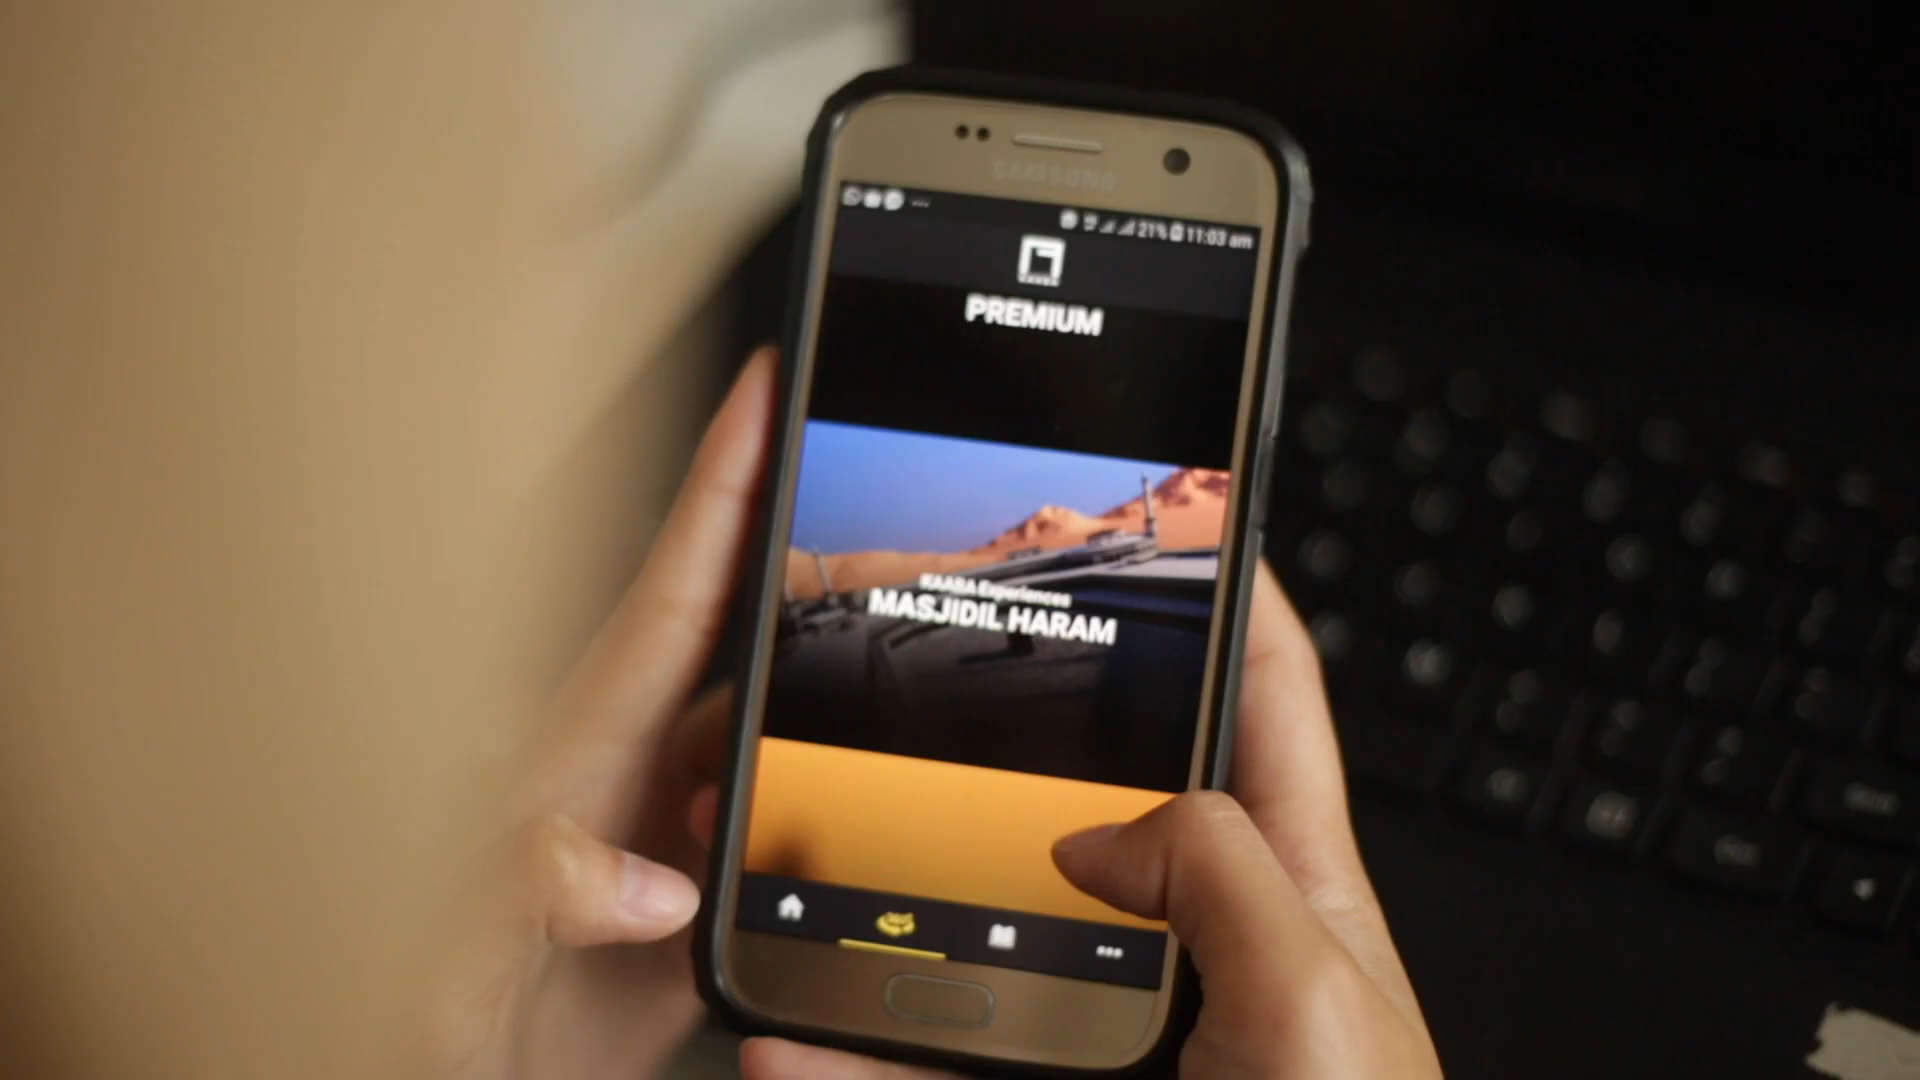 SAMSUNG
21% 11:03 am
PREMIUM
KAABA Experiences
MASJIDIL HARAM